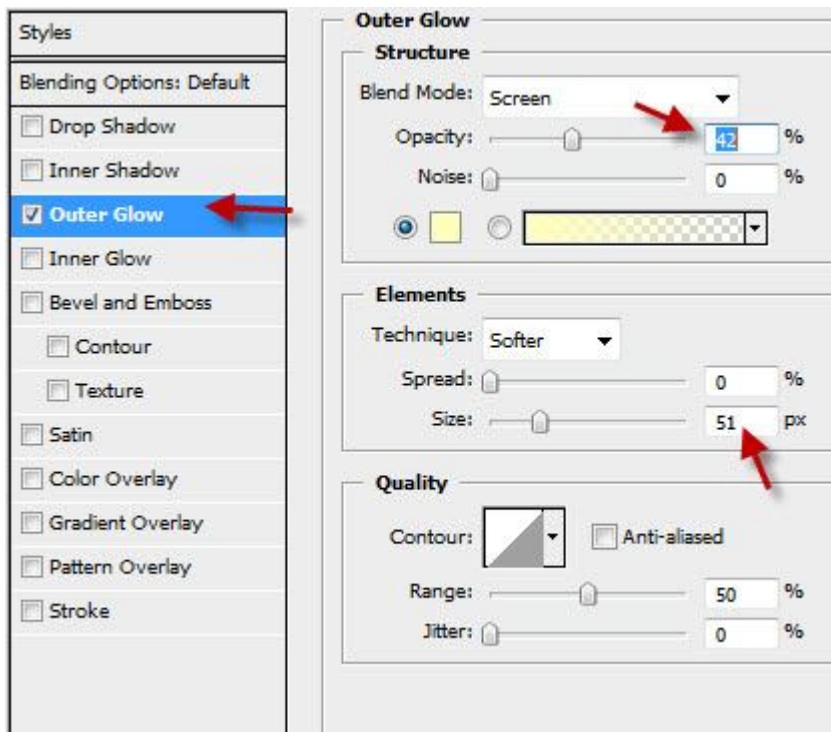 Styles
Blending Options: Default
Drop Shadow
Inner Shadow
Outer Glow
Inner Glow
Bevel and Emboss
Contour
Texture
Satin
Color Overlay
Gradient Overlay
Pattern Overlay
Stroke
Outer Glow
Structure
Blend Mode: Screen
Opacity: 42 %
Noise: 0 %
Elements
Technique: Softer
Spread: 0 %
Size: 51 px
Quality
Contour: Anti-aliased
Range: 50 %
Jitter: 0 %